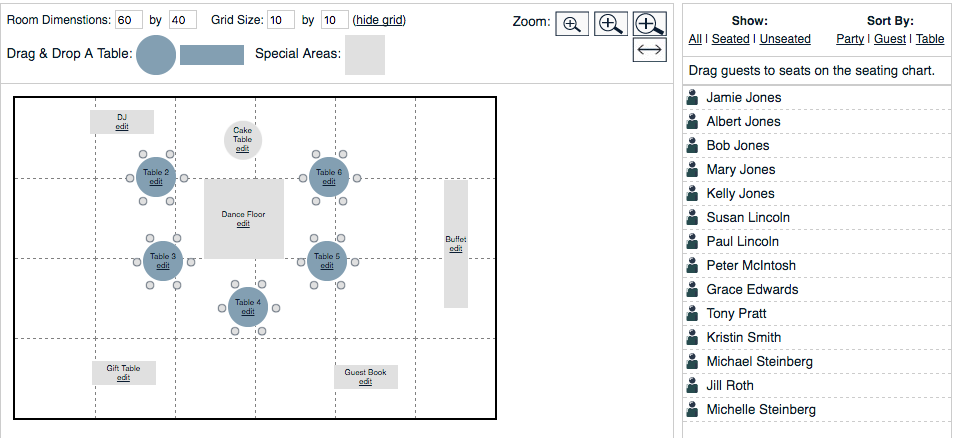 Room Dimenstions: 60 by 40 Grid Size: 10 by 10 (hide grid)
Zoom:
Drag & Drop A Table: Special Areas:
Show: Sort By:
All | Seated | Unseated Party | Guest | Table
Drag guests to seats on the seating chart.
DJ
edit
Cake
Table
edit
Table 2
edit
Table 6
edit
Dance Floor
edit
Buffet
edit
Table 3
edit
Table 5
edit
Table 4
edit
Gift Table
edit
Guest Book
edit
Jamie Jones
Albert Jones
Bob Jones
Mary Jones
Kelly Jones
Susan Lincoln
Paul Lincoln
Peter McIntosh
Grace Edwards
Tony Pratt
Kristin Smith
Michael Steinberg
Jill Roth
Michelle Steinberg